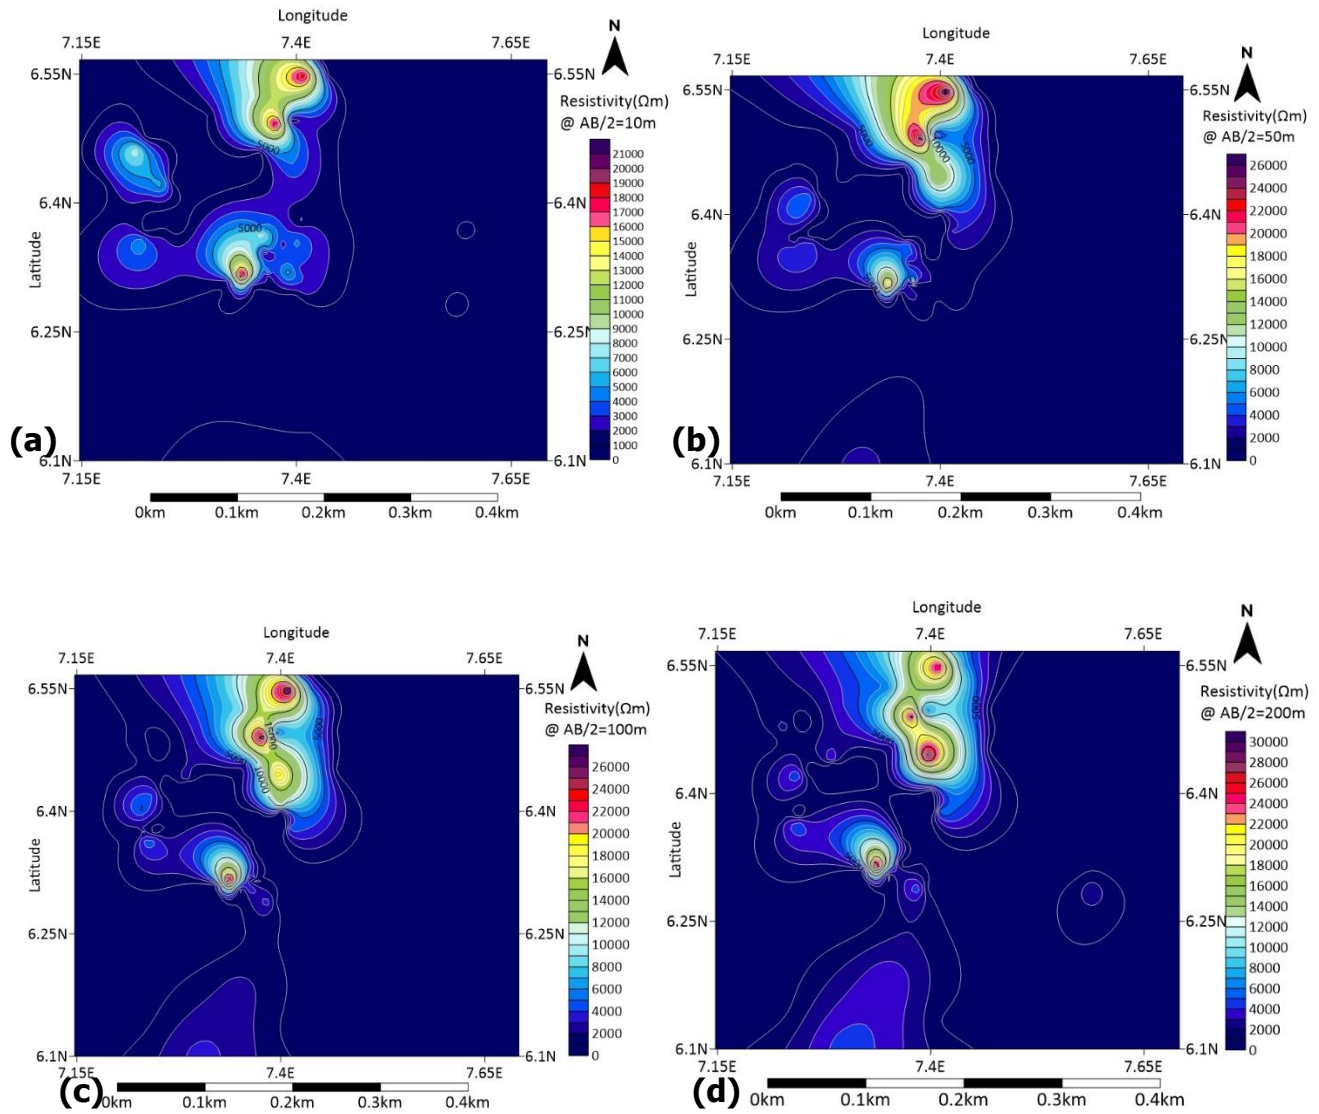 Longitude
7.15E 7.4E 7.65E
N
6.55N 6.55N
Resistivity(Ωm)
@ AB/2=10m
5000
6.4N 6.4N
5000
Latitude
6.25N 6.25N
6.1N 6.1N
7.15E 7.4E 7.65E
21000
20000
19000
18000
17000
16000
15000
14000
13000
12000
11000
10000
9000
8000
7000
6000
5000
4000
3000
2000
1000
0
(a)
0km 0.1km 0.2km 0.3km 0.4km
Longitude
7.15E 7.4E 7.65E
N
6.55N 6.55N
Resistivity(Ωm)
@ AB/2=50m
5000
10000
5000
6.4N 6.4N
Latitude
6.25N 6.25N
6.1N 6.1N
7.15E 7.4E 7.65E
26000
24000
22000
20000
18000
16000
14000
12000
10000
8000
6000
4000
2000
0
(b)
0km 0.1km 0.2km 0.3km 0.4km
Longitude
7.15E 7.4E 7.65E
N
6.55N 6.55N
Resistivity(Ωm)
@ AB/2=100m
15000
5000
5000
10000
6.4N 6.4N
Latitude
6.25N 6.25N
6.1N 6.1N
7.15E 7.4E 7.65E
26000
24000
22000
20000
18000
16000
14000
12000
10000
8000
6000
4000
2000
0
(c)
0km 0.1km 0.2km 0.3km 0.4km
Longitude
7.15E 7.4E 7.65E
N
6.55N 6.55N
Resistivity(Ωm)
@ AB/2=200m
5000
5000
6.4N 6.4N
Latitude
6.25N 6.25N
6.1N 6.1N
7.15E 7.4E 7.65E
30000
28000
26000
24000
22000
20000
18000
16000
14000
12000
10000
8000
6000
4000
2000
0
(d)
0km 0.1km 0.2km 0.3km 0.4km